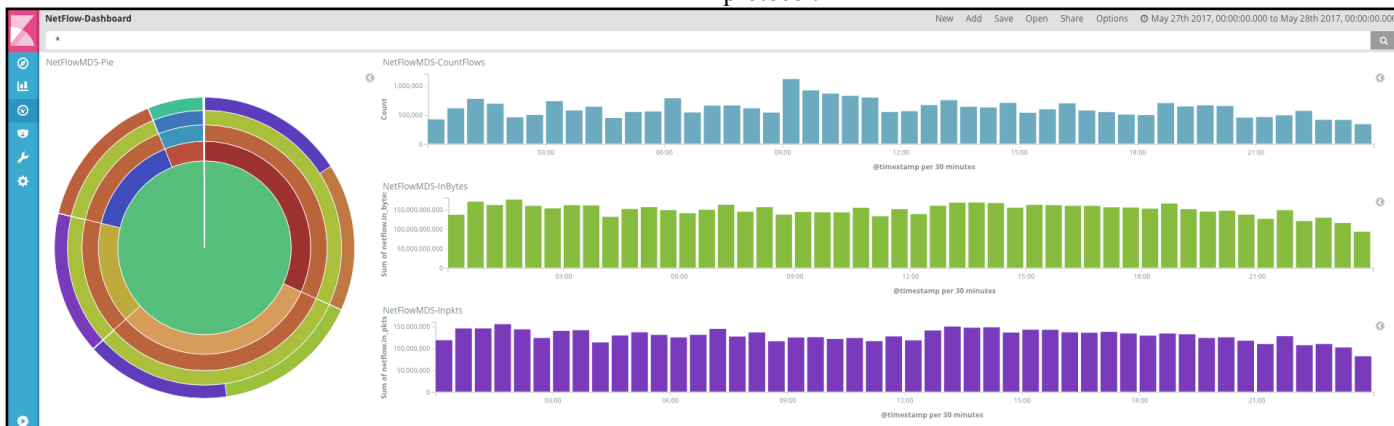 NetFlow-Dashboard
New Add Save Open Share Options May 27th 2017, 00:00:00.000 to May 28th 2017, 00:00:00.000
*
NetFlowMDS-Pie
NetFlowMDS-CountFlows
Count
1,000,000
500,000
0
03:00 06:00 09:00 12:00 15:00 18:00 21:00
@timestamp per 30 minutes
NetFlowMDS-InBytes
Sum of netflow.in_bytes
150,000,000,000
100,000,000,000
50,000,000,000
0
03:00 06:00 09:00 12:00 15:00 18:00 21:00
@timestamp per 30 minutes
NetFlowMDS-Inpkts
Sum of netflow.in_pkts
150,000,000
100,000,000
50,000,000
0
03:00 06:00 09:00 12:00 15:00 18:00 21:00
@timestamp per 30 minutes